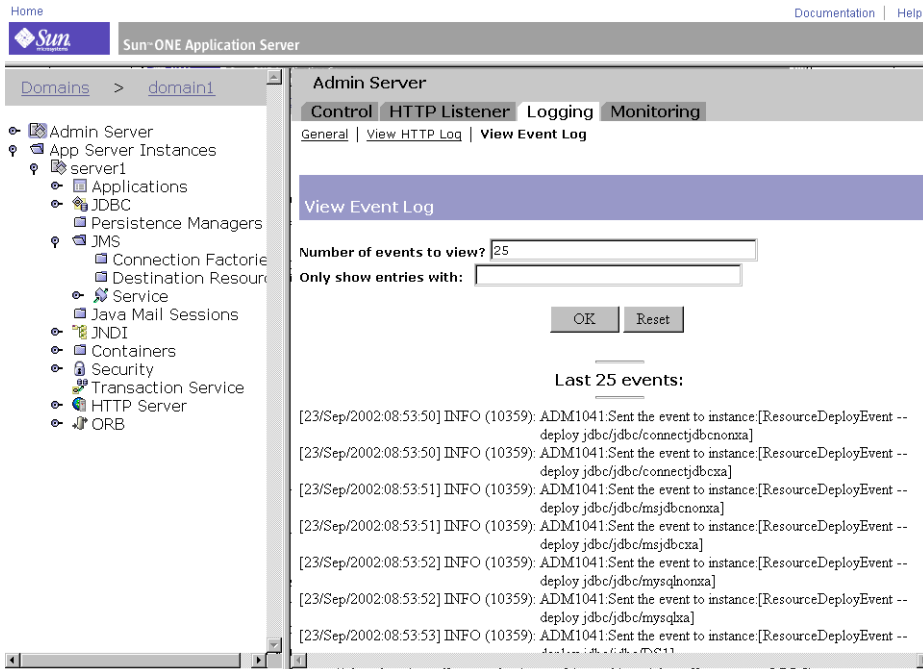 Home
Documentation | Help
Sun
microsystems
Sun™ ONE Application Server
Domains > domain1
Admin Server
App Server Instances
server1
Applications
JDBC
Persistence Managers
JMS
Connection Factorie
Destination Resour
Service
Java Mail Sessions
JNDI
Containers
Security
Transaction Service
HTTP Server
ORB
Admin Server
Control HTTP Listener Logging Monitoring
General | View HTTP Log | View Event Log
View Event Log
Number of events to view? 25
Only show entries with:
OK Reset
Last 25 events:
[23/Sep/2002:08:53:50] INFO (10359): ADM1041:Sent the event to instance:[ResourceDeployEvent --
deploy jdbc/jdbc/connectjdbcnonxa]
[23/Sep/2002:08:53:50] INFO (10359): ADM1041:Sent the event to instance:[ResourceDeployEvent --
deploy jdbc/jdbc/connectjdbcxa]
[23/Sep/2002:08:53:51] INFO (10359): ADM1041:Sent the event to instance:[ResourceDeployEvent --
deploy jdbc/jdbc/msjdbcnonxa]
[23/Sep/2002:08:53:51] INFO (10359): ADM1041:Sent the event to instance:[ResourceDeployEvent --
deploy jdbc/jdbc/msjdbcxa]
[23/Sep/2002:08:53:52] INFO (10359): ADM1041:Sent the event to instance:[ResourceDeployEvent --
deploy jdbc/jdbc/mysqlnonxa]
[23/Sep/2002:08:53:52] INFO (10359): ADM1041:Sent the event to instance:[ResourceDeployEvent --
deploy jdbc/jdbc/mysqlxa]
[23/Sep/2002:08:53:53] INFO (10359): ADM1041:Sent the event to instance:[ResourceDeployEvent --
deploy jdbc/jdbc/DS1]